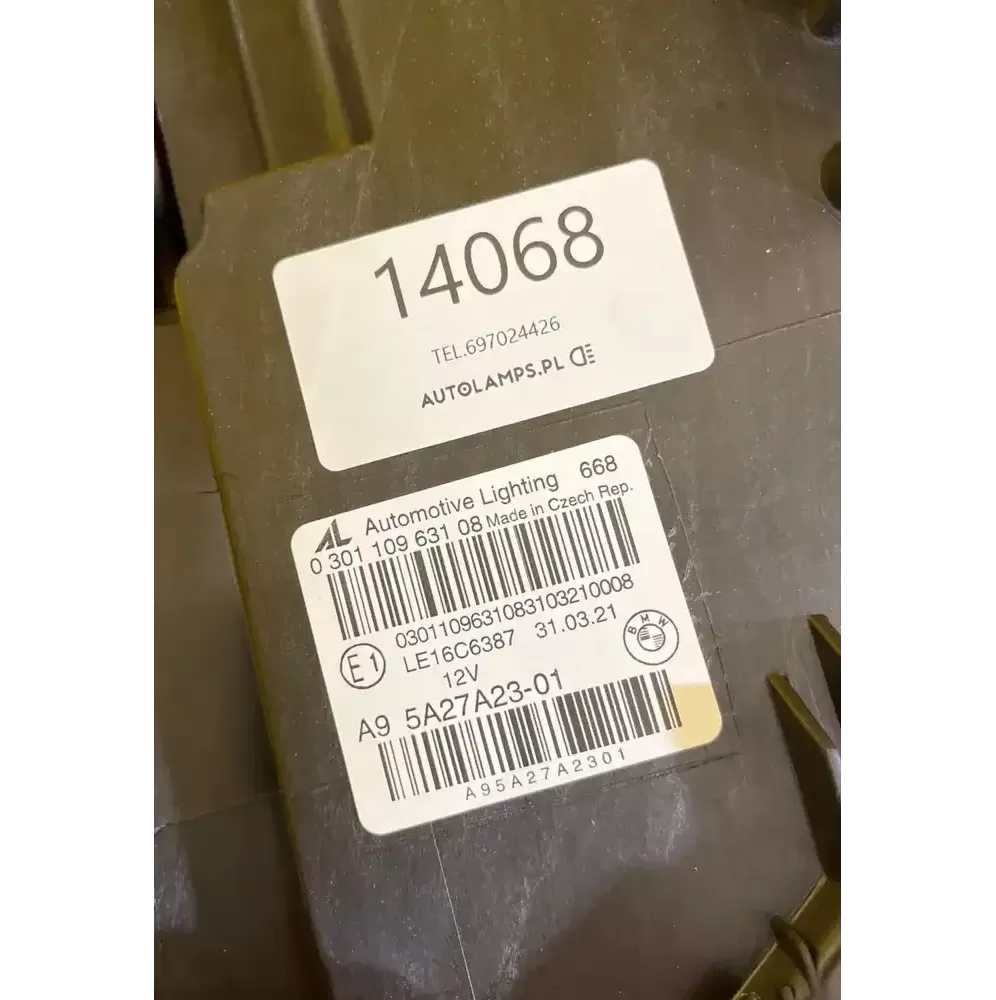 14068
TEL.697024426
AUTOLAMPS.PL
AL Automotive Lighting 668
0 301 109 631 08 Made in Czech Rep.
0301109631083103210008
E1 LE16C6387 31.03.21 BMW
12V
A9 5A27A23-01
A95A27A2301